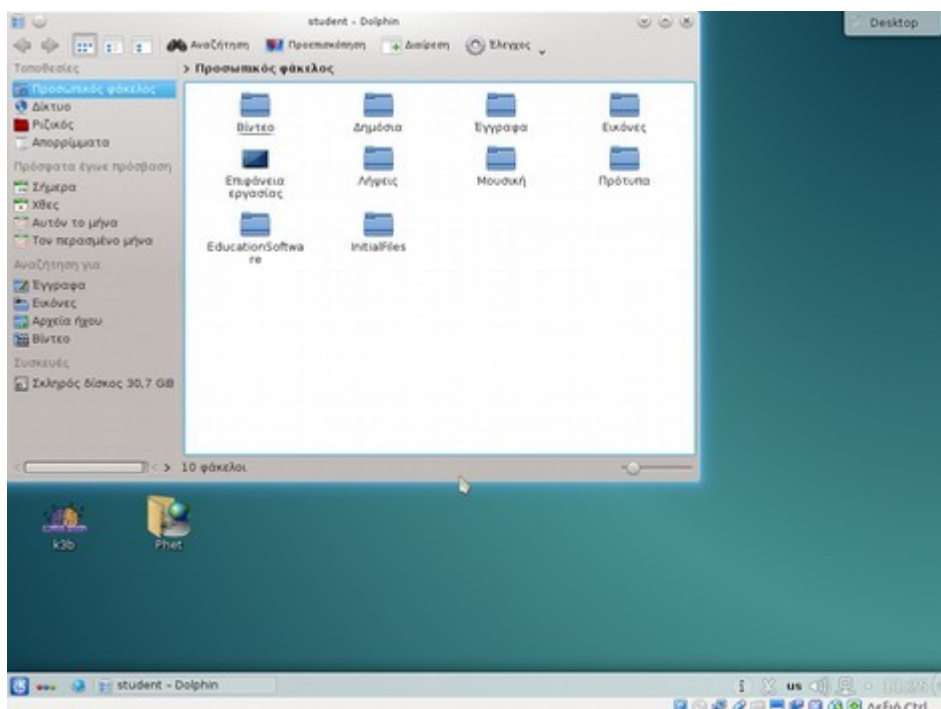 student - Dolphin
Desktop
Αναζήτηση Προεπισκόπηση Διαίρεση Έλεγχος
Τοποθεσίες
> Προσωπικός φάκελος
Προσωπικός φάκελος
Δίκτυο
Ριζικός
Απορρίμματα
Πρόσφατα έγινε πρόσβαση
Σήμερα
Χθες
Αυτόν το μήνα
Τον περασμένο μήνα
Αναζήτηση για
Έγγραφα
Εικόνες
Αρχεία ήχου
Βίντεο
Συσκευές
Σκληρός δίσκος 30,7 GiB
Βίντεο Δημόσια Έγγραφα Εικόνες
Επιφάνεια εργασίας Λήψεις Μουσική Πρότυπα
EducationSoftwa
re
InitialFiles
10 φάκελοι
k3b Phet
student - Dolphin
us
Δεξιό Ctrl